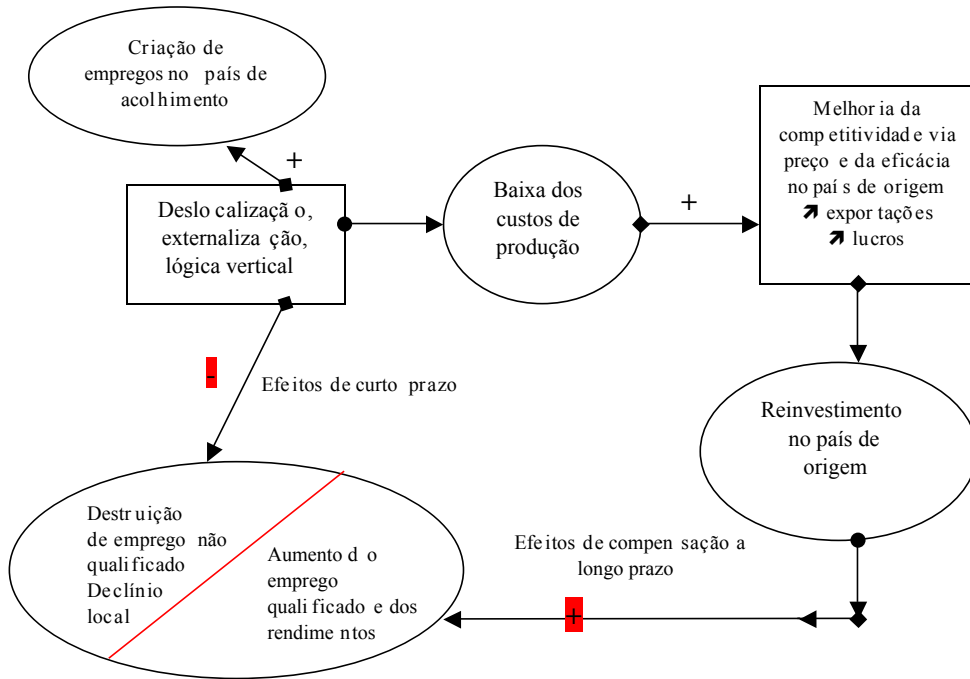 Criação de
empregos no país de
acolhimento
+
Deslocalização,
externalização,
lógica vertical
Baixa dos
custos de
produção
+
Melhoria da
competitividade via
preço e da eficácia
no país de origem
↗ exportações
↗ lucros
-
Efeitos de curto prazo
Reinvestimento
no país de
origem
Destruição
de emprego não
qualificado
Declínio
local
Aumento do
emprego
qualificado e dos
rendimentos
Efeitos de compensação a
longo prazo
+